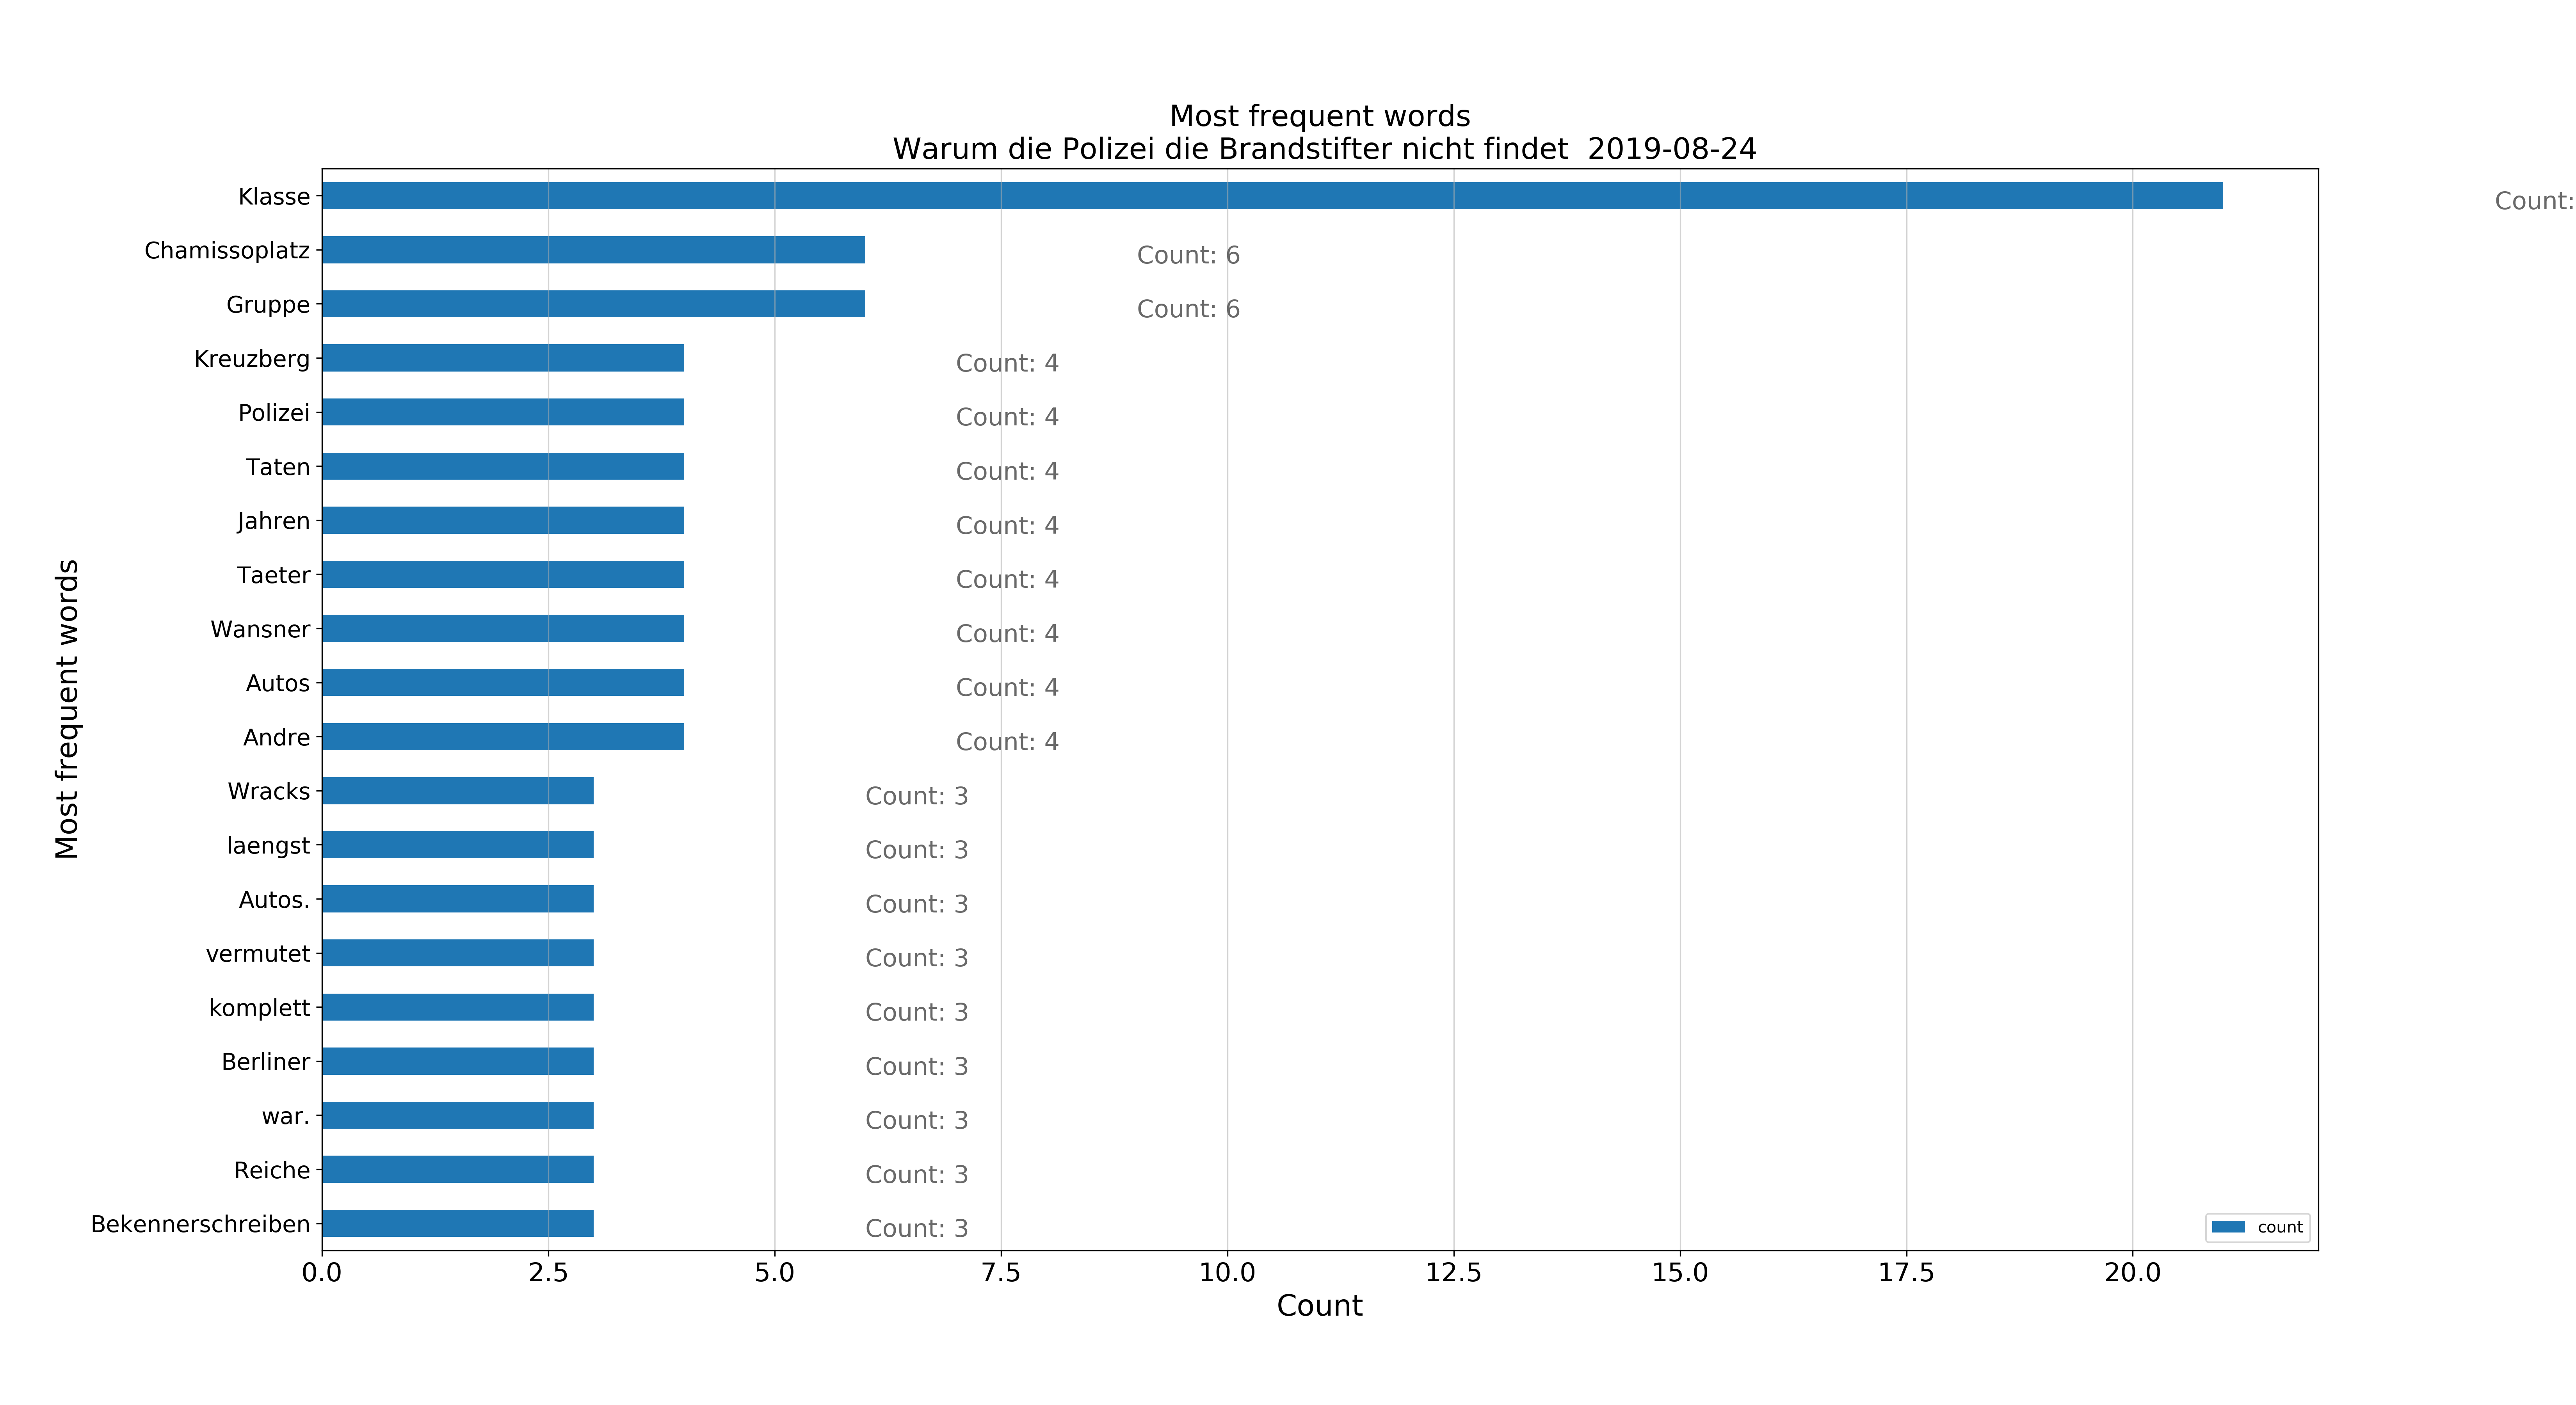 Most frequent words
Warum die Polizei die Brandstifter nicht findet  2019-08-24
Klasse
Count:
Chamissoplatz
Count: 6
Gruppe
Count: 6
Kreuzberg
Count: 4
Polizei
Count: 4
Taten
Count: 4
Jahren
Count: 4
Taeter
Count: 4
Wansner
Count: 4
Autos
Count: 4
Andre
Count: 4
Wracks
Count: 3
laengst
Count: 3
Autos.
Count: 3
vermutet
Count: 3
komplett
Count: 3
Berliner
Count: 3
war.
Count: 3
Reiche
Count: 3
Bekennerschreiben
Count: 3
Most frequent words
count
0.0 2.5 5.0 7.5 10.0 12.5 15.0 17.5 20.0
Count